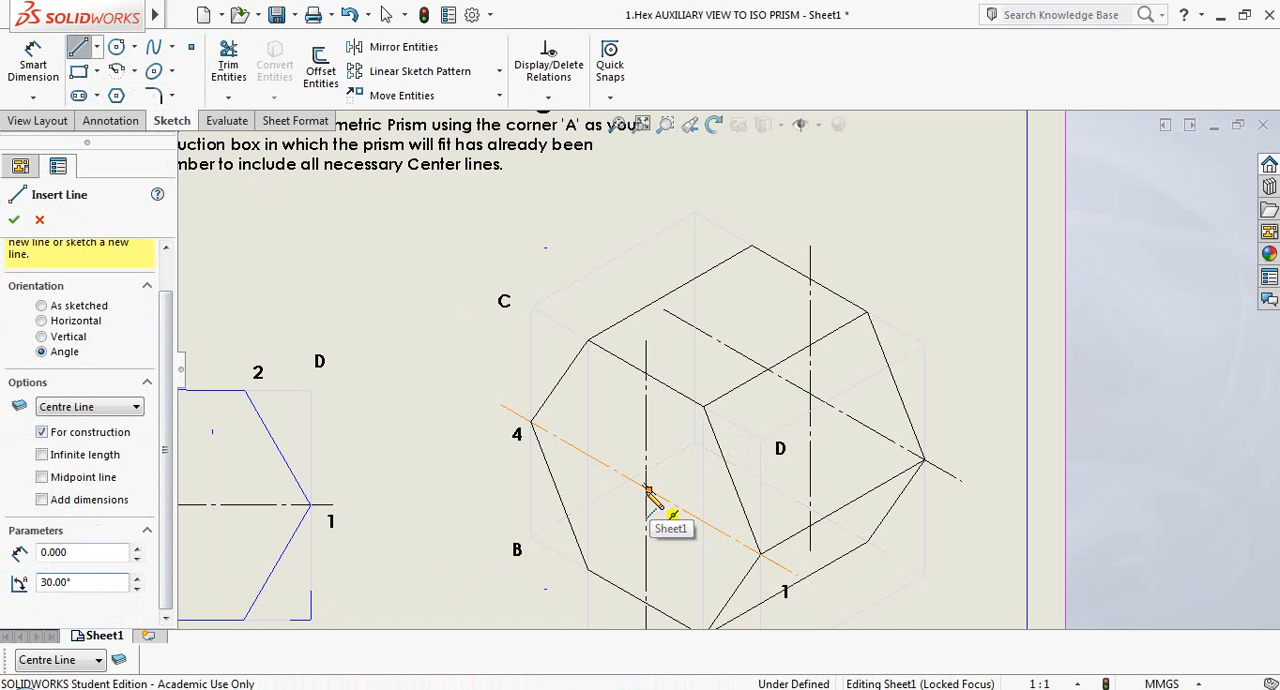 SOLIDWORKS
1.Hex AUXILIARY VIEW TO ISO PRISM - Sheet1 *
Search Knowledge Base
?
Smart Dimension
Trim Entities
Convert Entities
Offset Entities
Mirror Entities
Linear Sketch Pattern
Move Entities
Display/Delete Relations
Quick Snaps
View Layout
Annotation
Sketch
Evaluate
Sheet Format
metric Prism using the corner 'A' as you
uction box in which the prism will fit has already been
mber to include all necessary Center lines.
Insert Line
?
new line or sketch a new
line.
Orientation
As sketched
Horizontal
Vertical
Angle
Options
Centre Line
For construction
Infinite length
Midpoint line
Add dimensions
Parameters
0.000
30.00°
C
2
D
4
D
1
Sheet1
B
1
Sheet1
Centre Line
SOLIDWORKS Student Edition - Academic Use Only
Under Defined
Editing Sheet1 (Locked Focus)
1 : 1
MMGS